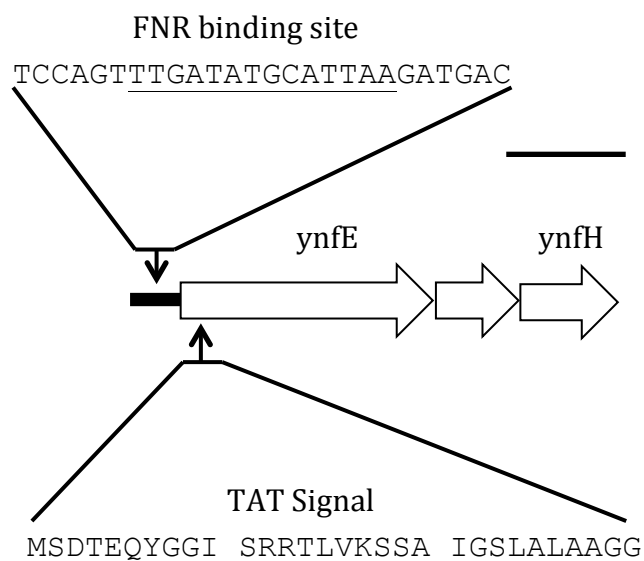 FNR binding site
TCCAGTTTGATATGCATTAAGATGAC
ynfE ynfH
TAT Signal
MSDTEQYGGI SRRTLVKSSA IGSLALAAGG